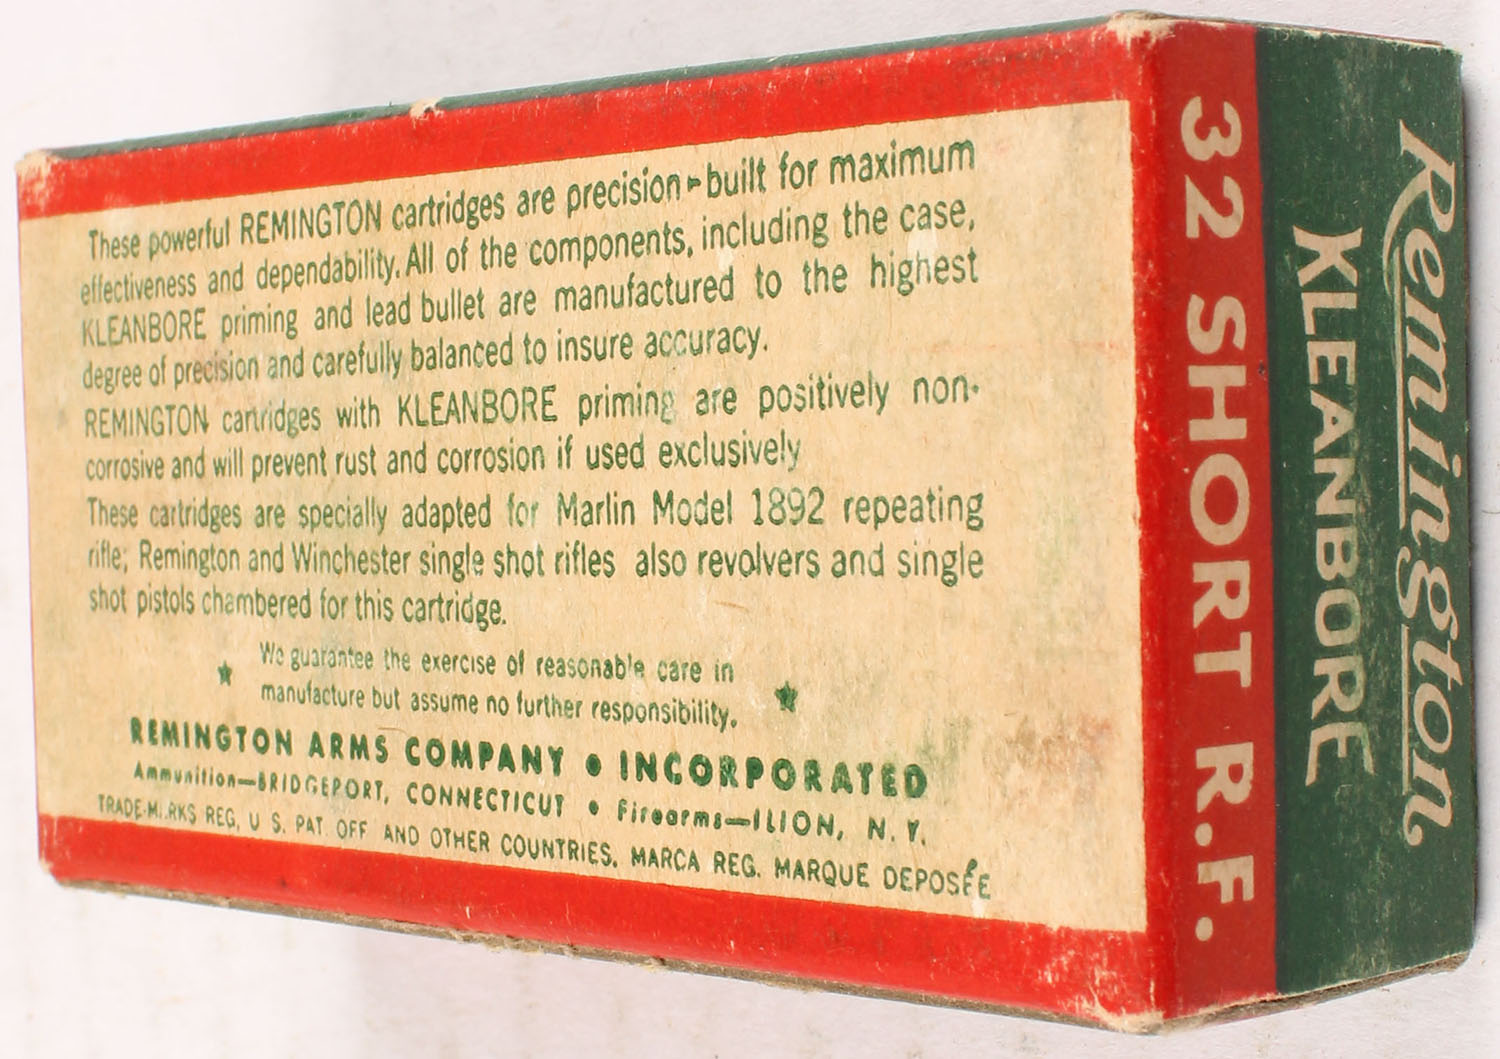 These powerful REMINGTON cartridges are precision-built for maximum
effectiveness and dependability. All of the components, including the case,
KLEANBORE priming and lead bullet are manufactured to the highest
degree of precision and carefully balanced to insure accuracy.
REMINGTON cartridges with KLEANBORE priming are positively non-
corrosive and will prevent rust and corrosion if used exclusively
These cartridges are specially adapted for Marlin Model 1892 repeating
rifle; Remington and Winchester single shot rifles also revolvers and single
shot pistols chambered for this cartridge.
We guarantee the exercise of reasonable care in
manufacture but assume no further responsibility.
REMINGTON ARMS COMPANY • INCORPORATED
Ammunition—BRIDGEPORT, CONNECTICUT • Firearms—ILION, N. Y.
TRADE-MARKS REG. U S. PAT. OFF AND OTHER COUNTRIES. MARCA REG. MARQUE DEPOSÉE
32 SHORT R.F.
KLEANBORE
Remington